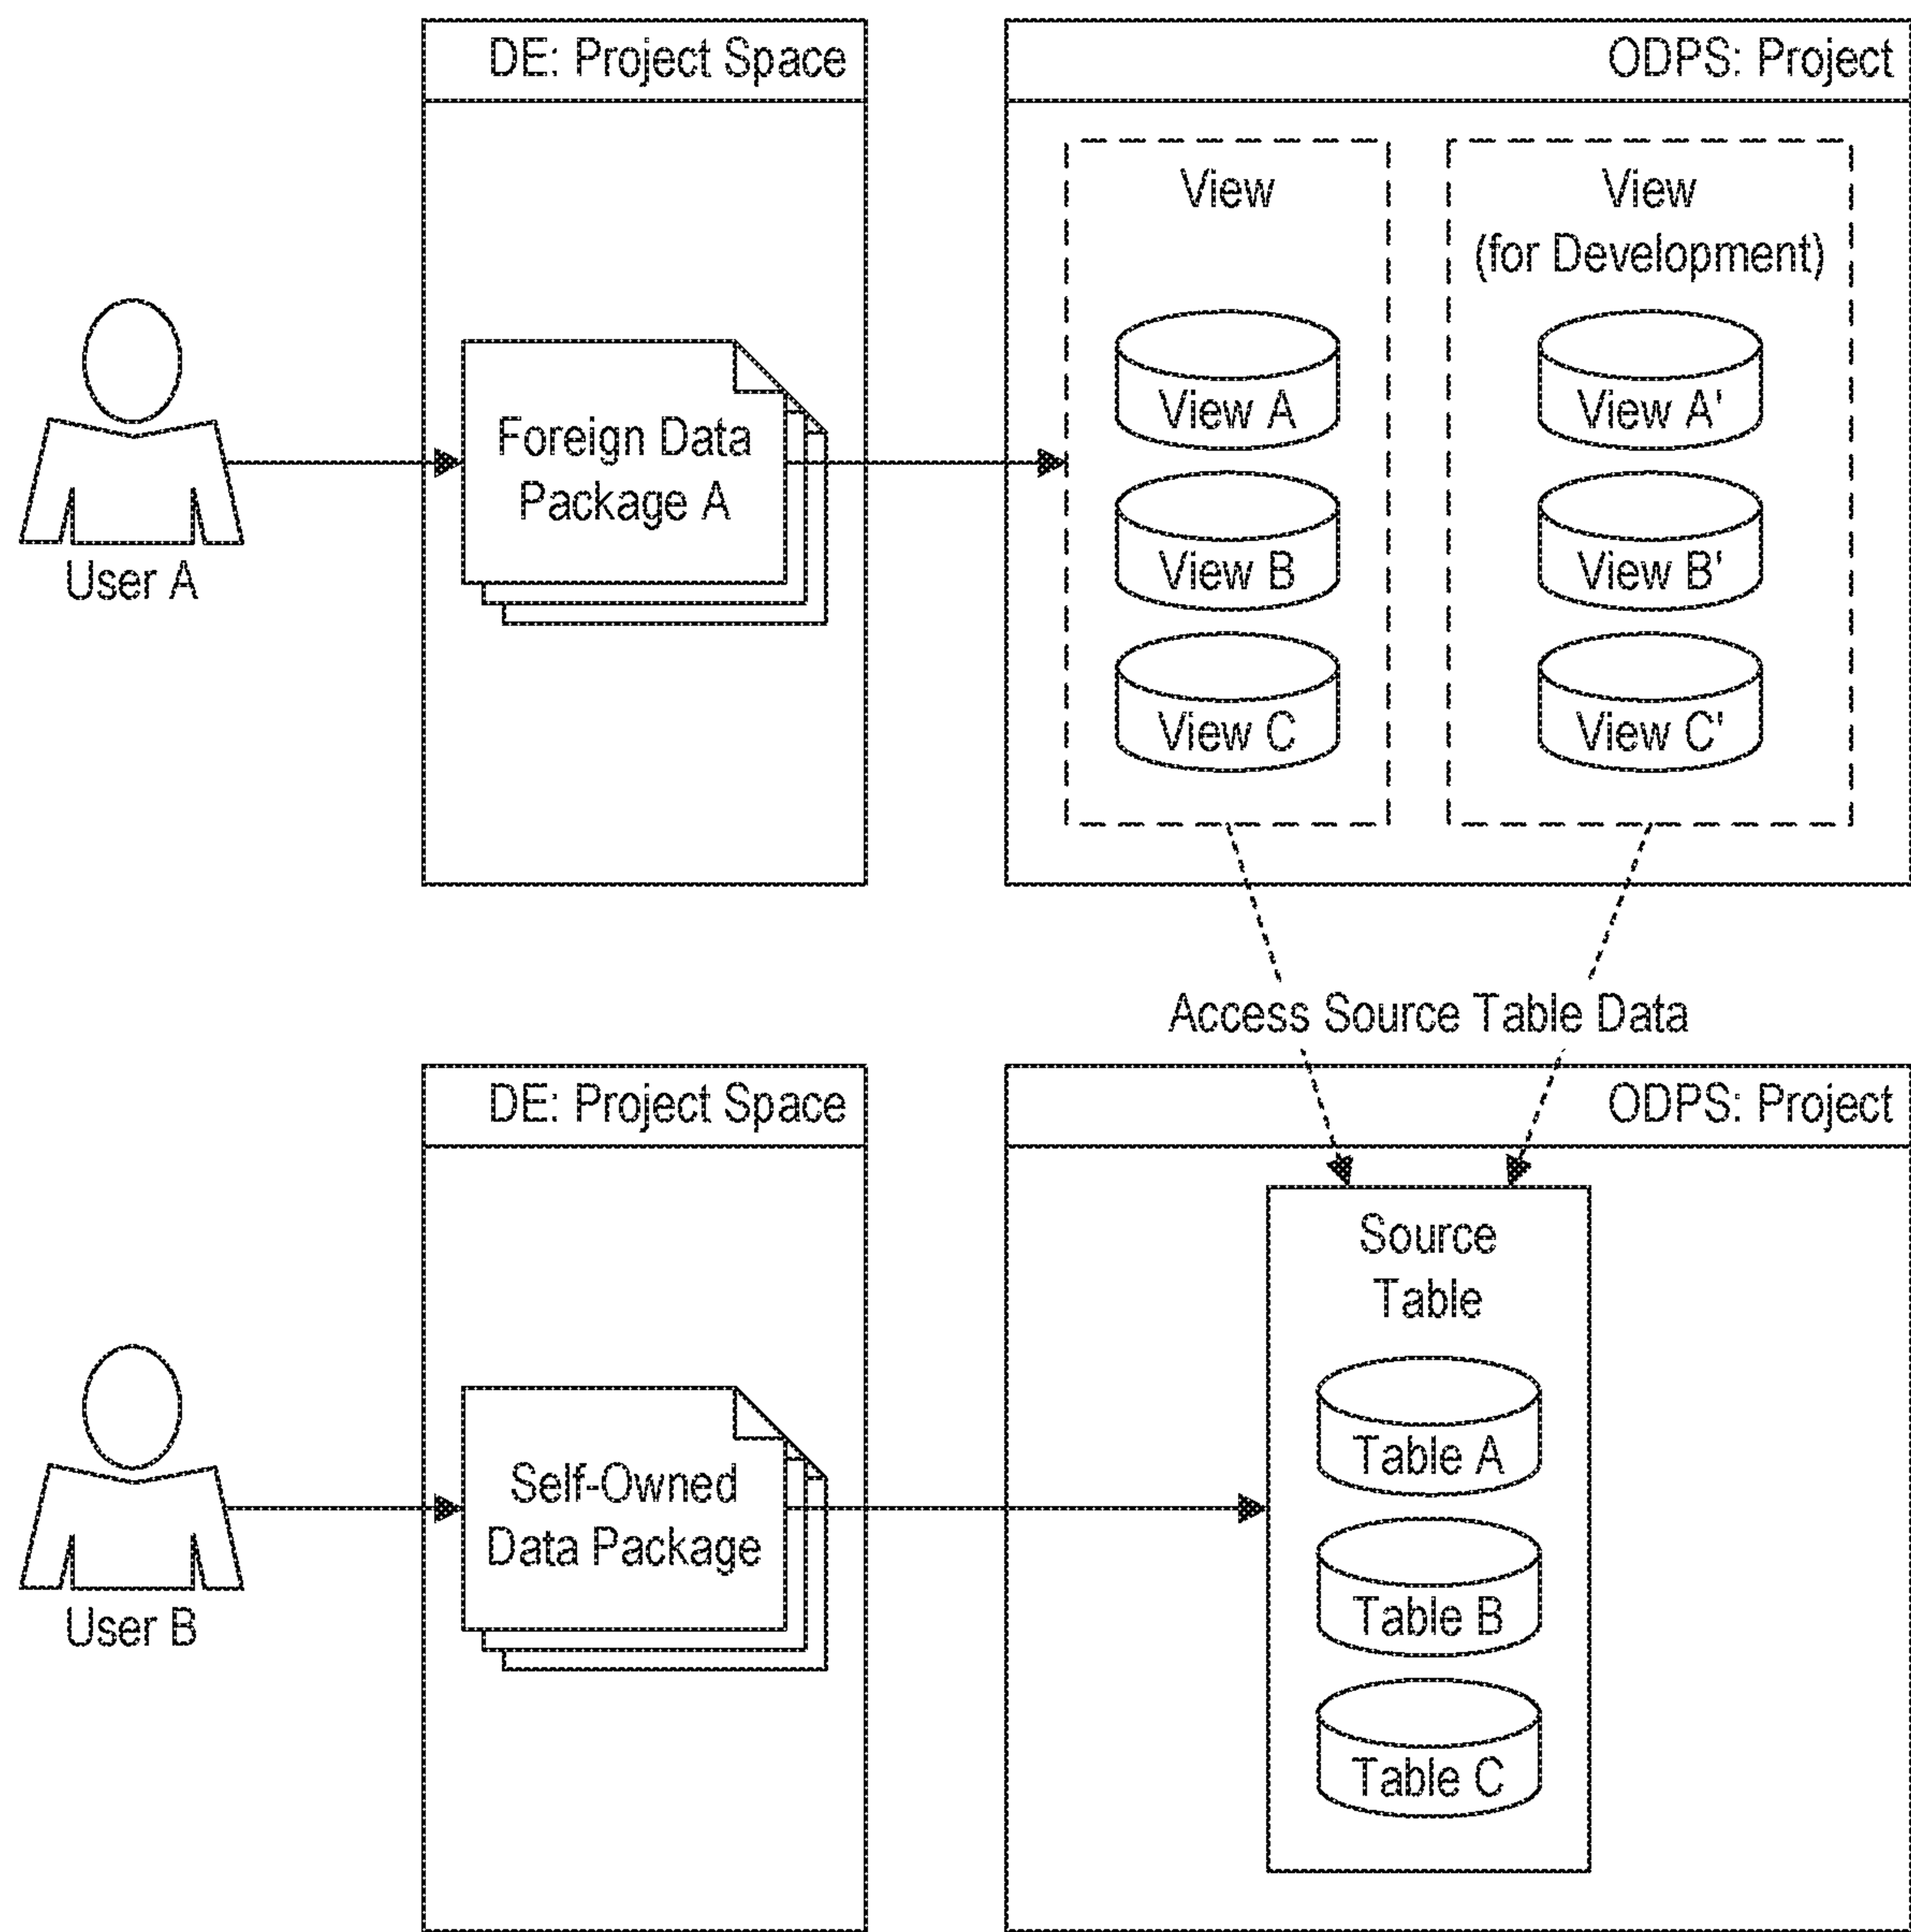 DE: Project Space
ODPS: Project
View
View
(for Development)
Foreign Data
Package A
User A
View A
View B
View C
View A'
View B'
View C'
Access Source Table Data
DE: Project Space
ODPS: Project
Source
Table
Self-Owned
Data Package
User B
Table A
Table B
Table C